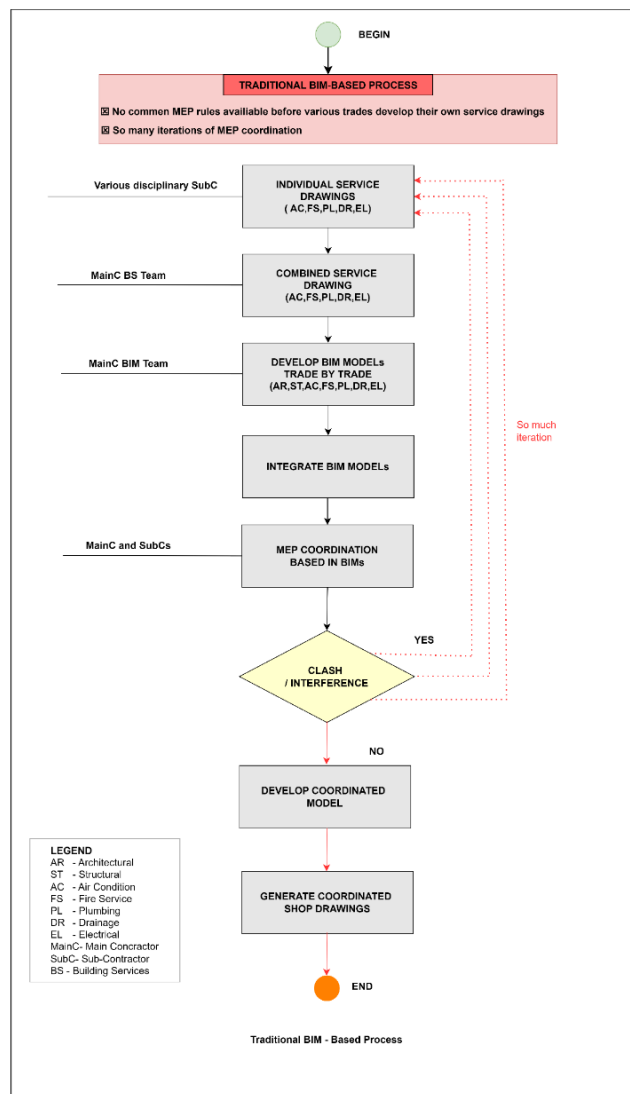 BEGIN
TRADITIONAL BIM-BASED PROCESS
☒ No commen MEP rules availiable before various trades develop their own service drawings
☒ So many iterations of MEP coordination
Various disciplinary SubC
INDIVIDUAL SERVICE
DRAWINGS
( AC,FS,PL,DR,EL)
MainC BS Team
COMBINED SERVICE
DRAWING
(AC,FS,PL,DR,EL)
MainC BIM Team
DEVELOP BIM MODELs
TRADE BY TRADE
(AR,ST,AC,FS,PL,DR,EL)
So much
iteration
INTEGRATE BIM MODELs
MainC and SubCs
MEP COORDINATION
BASED IN BIMs
YES
CLASH
/ INTERFERENCE
NO
DEVELOP COORDINATED
MODEL
LEGEND
AR - Architectural
ST - Structural
AC - Air Condition
FS - Fire Service
PL - Plumbing
DR - Drainage
EL - Electrical
MainC- Main Concractor
SubC- Sub-Contractor
BS - Building Services
GENERATE COORDINATED
SHOP DRAWINGS
END
Traditional BIM - Based Process